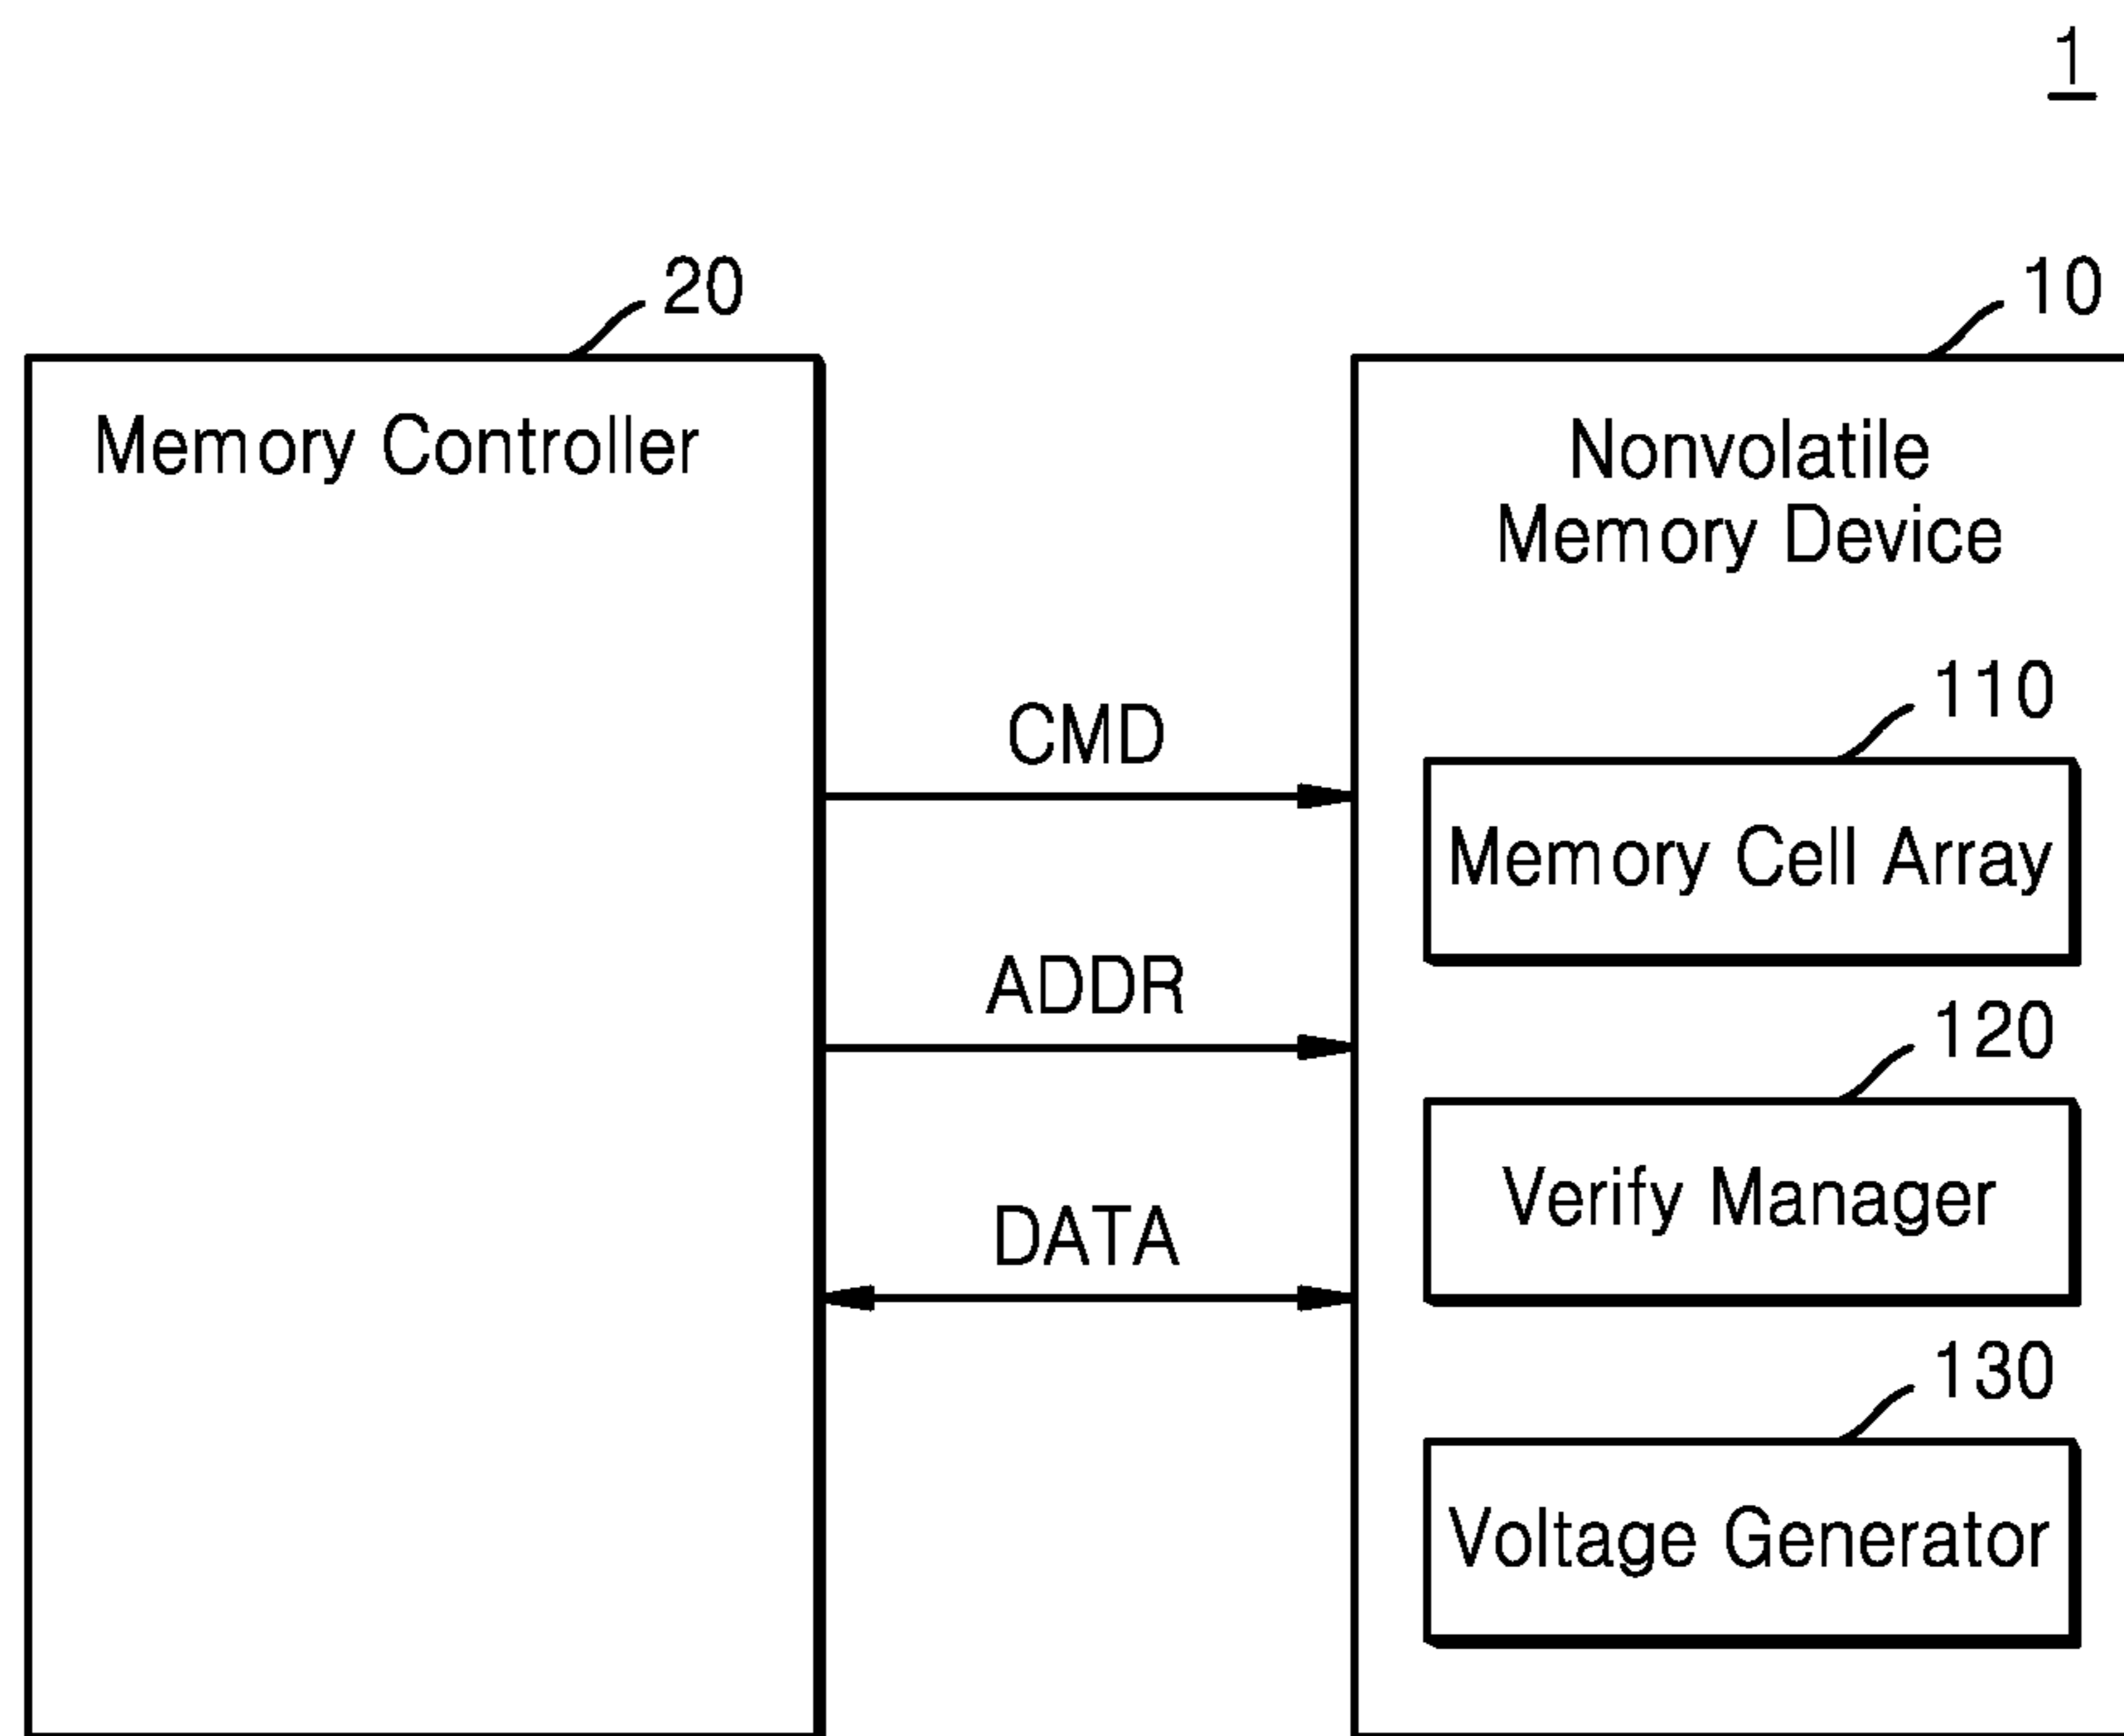 1
20
10
Memory Controller
Nonvolatile
Memory Device
CMD
ADDR
DATA
110
Memory Cell Array
120
Verify Manager
130
Voltage Generator